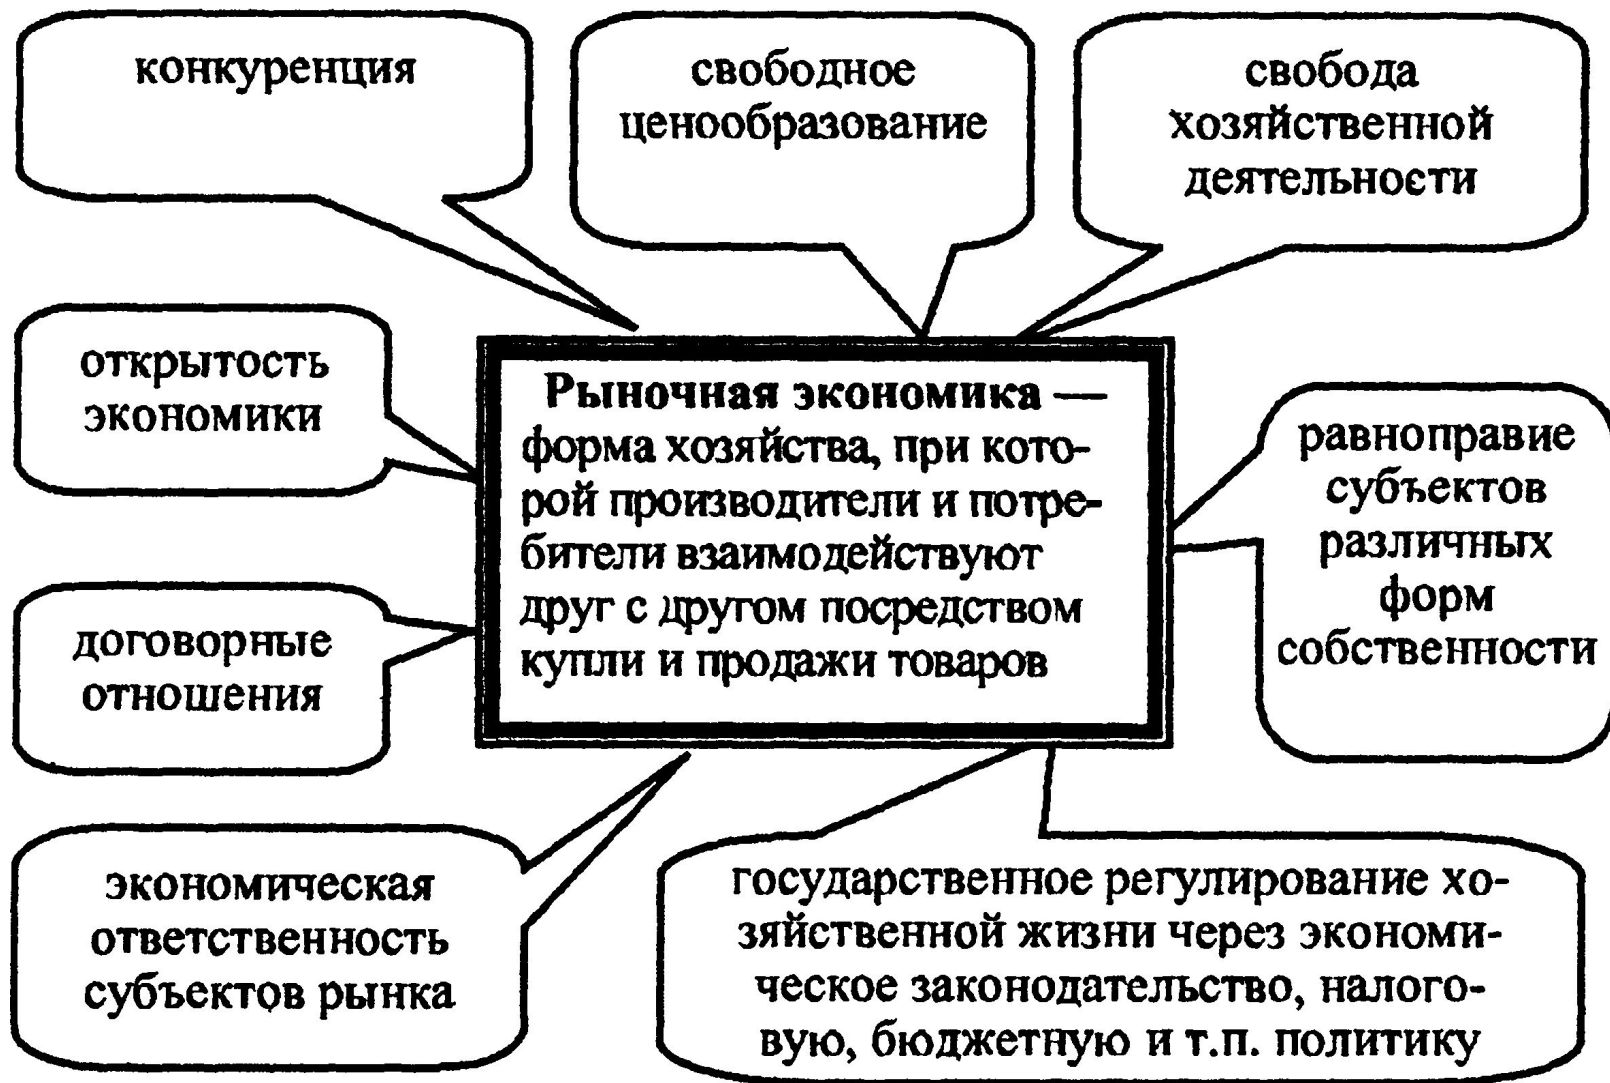 конкуренция
свободное
ценообразование
свобода
хозяйственной
деятельности
открытость
экономики
Рыночная экономика —
форма хозяйства, при кото-
рой производители и потре-
бители взаимодействуют
друг с другом посредством
купли и продажи товаров
равноправие
субъектов
различных
форм
собственности
договорные
отношения
экономическая
ответственность
субъектов рынка
государственное регулирование хо-
зяйственной жизни через экономи-
ческое законодательство, налого-
вую, бюджетную и т.п. политику